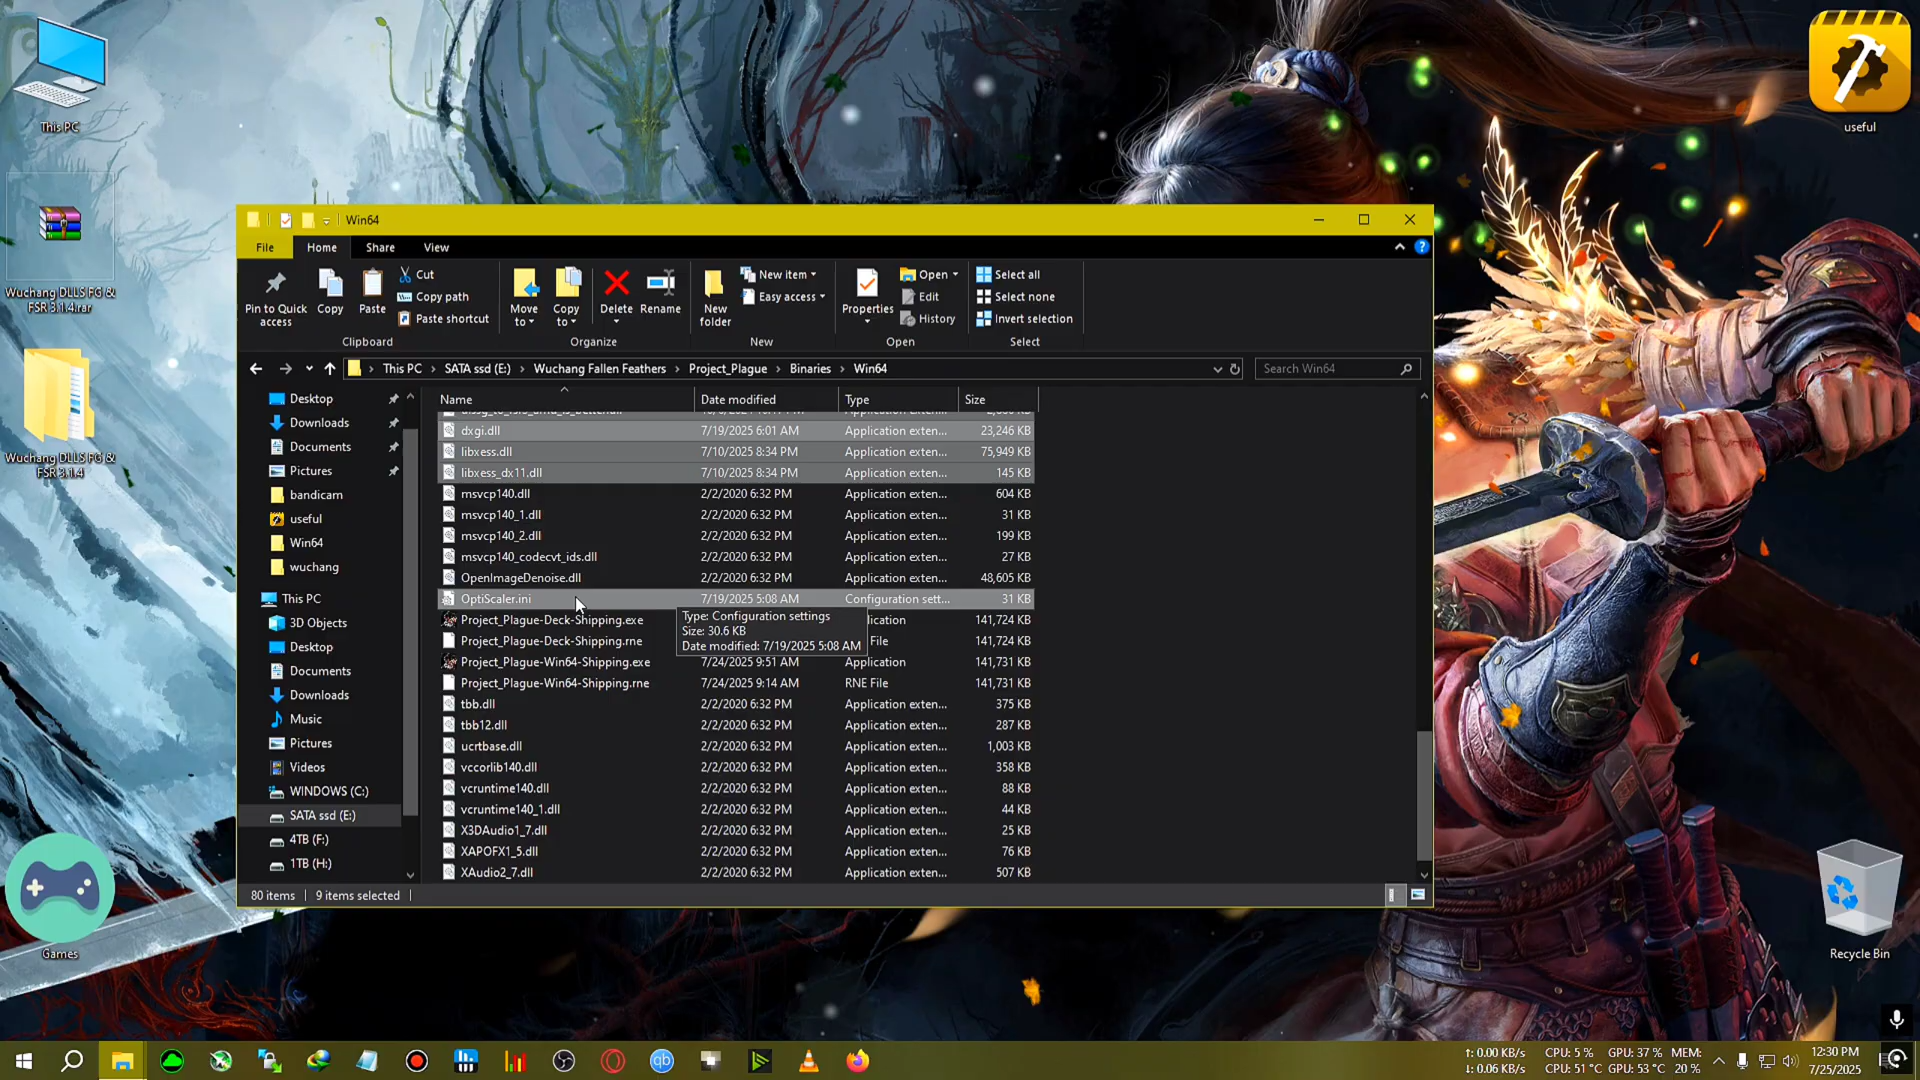 This PC
Wuchang DLLS FG &
FSR 3.1.4.rar
Wuchang DLLS FG &
FSR 3.1.4
Games
useful
Recycle Bin
Win64
File Home Share View
Pin to Quick
access
Copy
Paste
Cut
Copy path
Paste shortcut
Clipboard
Move
to
Copy
to
Delete
Rename
Organize
New
folder
New item
Easy access
New
Properties
Open
Edit
History
Open
Select all
Select none
Invert selection
Select
This PC SATA ssd (E:) Wuchang Fallen Feathers Project_Plague Binaries Win64
Search Win64
Desktop
Downloads
Documents
Pictures
bandicam
useful
Win64
wuchang
This PC
3D Objects
Desktop
Documents
Downloads
Music
Pictures
Videos
WINDOWS (C:)
SATA ssd (E:)
4TB (F:)
1TB (H:)
Name Date modified Type Size
dxgi.dll 7/19/2025 6:01 AM Application exten... 23,246 KB
libxess.dll 7/10/2025 8:34 PM Application exten... 75,949 KB
libxess_dx11.dll 7/10/2025 8:34 PM Application exten... 145 KB
msvcp140.dll 2/2/2020 6:32 PM Application exten... 604 KB
msvcp140_1.dll 2/2/2020 6:32 PM Application exten... 31 KB
msvcp140_2.dll 2/2/2020 6:32 PM Application exten... 199 KB
msvcp140_codecvt_ids.dll 2/2/2020 6:32 PM Application exten... 27 KB
OpenImageDenoise.dll 2/2/2020 6:32 PM Application exten... 48,605 KB
OptiScaler.ini 7/19/2025 5:08 AM Configuration sett... 31 KB
Project_Plague-Deck-Shipping.exe 141,724 KB
Project_Plague-Deck-Shipping.rne File 141,724 KB
Project_Plague-Win64-Shipping.exe 7/24/2025 9:51 AM Application 141,731 KB
Project_Plague-Win64-Shipping.rne 7/24/2025 9:14 AM RNE File 141,731 KB
tbb.dll 2/2/2020 6:32 PM Application exten... 375 KB
tbb12.dll 2/2/2020 6:32 PM Application exten... 287 KB
ucrtbase.dll 2/2/2020 6:32 PM Application exten... 1,003 KB
vccorlib140.dll 2/2/2020 6:32 PM Application exten... 358 KB
vcruntime140.dll 2/2/2020 6:32 PM Application exten... 88 KB
vcruntime140_1.dll 2/2/2020 6:32 PM Application exten... 44 KB
X3DAudio1_7.dll 2/2/2020 6:32 PM Application exten... 25 KB
XAPOFX1_5.dll 2/2/2020 6:32 PM Application exten... 76 KB
XAudio2_7.dll 2/2/2020 6:32 PM Application exten... 507 KB
Type: Configuration settings
Size: 30.6 KB
Date modified: 7/19/2025 5:08 AM
80 items 9 items selected
↑: 0.00 KB/s CPU: 5 % GPU: 37 % MEM:
↓: 0.06 KB/s CPU: 51 °C GPU: 53 °C 20 %
12:30 PM
7/25/2025